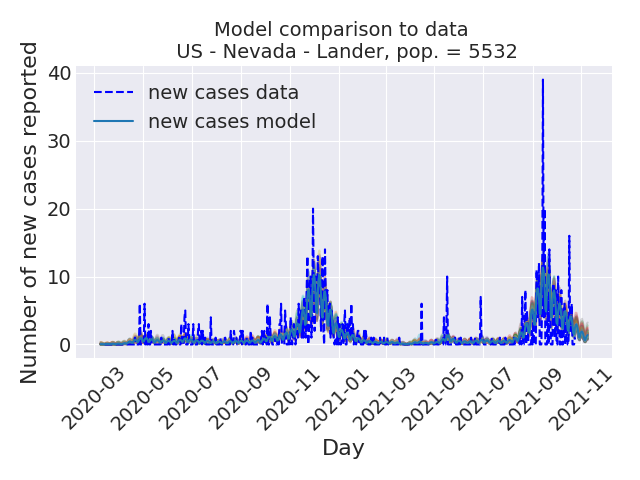 Model comparison to data
US - Nevada - Lander, pop. = 5532
Number of new cases reported
40
30
20
10
0
new cases data
new cases model
2020-03
2020-05
2020-07
2020-09
2020-11
2021-01
2021-03
2021-05
2021-07
2021-09
2021-11
Day